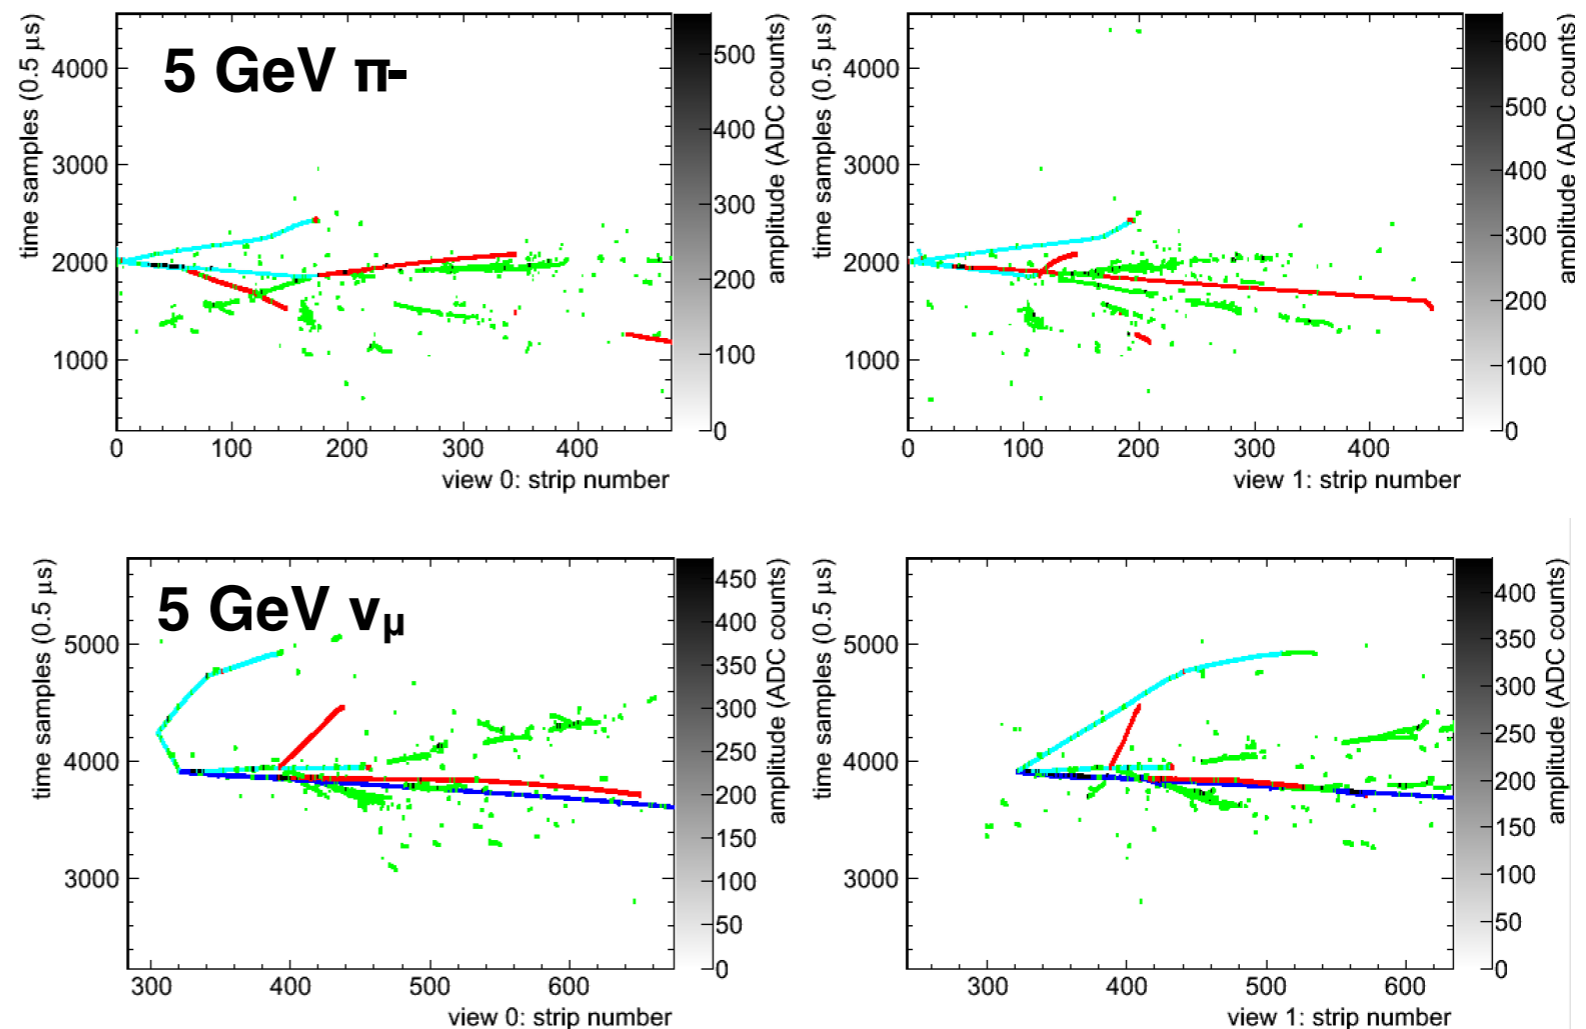 5 GeV π-
time samples (0.5 μs)
4000
3000
2000
1000
0 100 200 300 400
view 0: strip number
500
400
300
200
100
0
amplitude (ADC counts)
time samples (0.5 μs)
4000
3000
2000
1000
0 100 200 300 400
view 1: strip number
600
500
400
300
200
100
0
amplitude (ADC counts)
5 GeV νμ
time samples (0.5 μs)
5000
4000
3000
300 400 500 600
view 0: strip number
450
400
350
300
250
200
150
100
50
0
amplitude (ADC counts)
time samples (0.5 μs)
5000
4000
3000
300 400 500 600
view 1: strip number
400
350
300
250
200
150
100
50
0
amplitude (ADC counts)